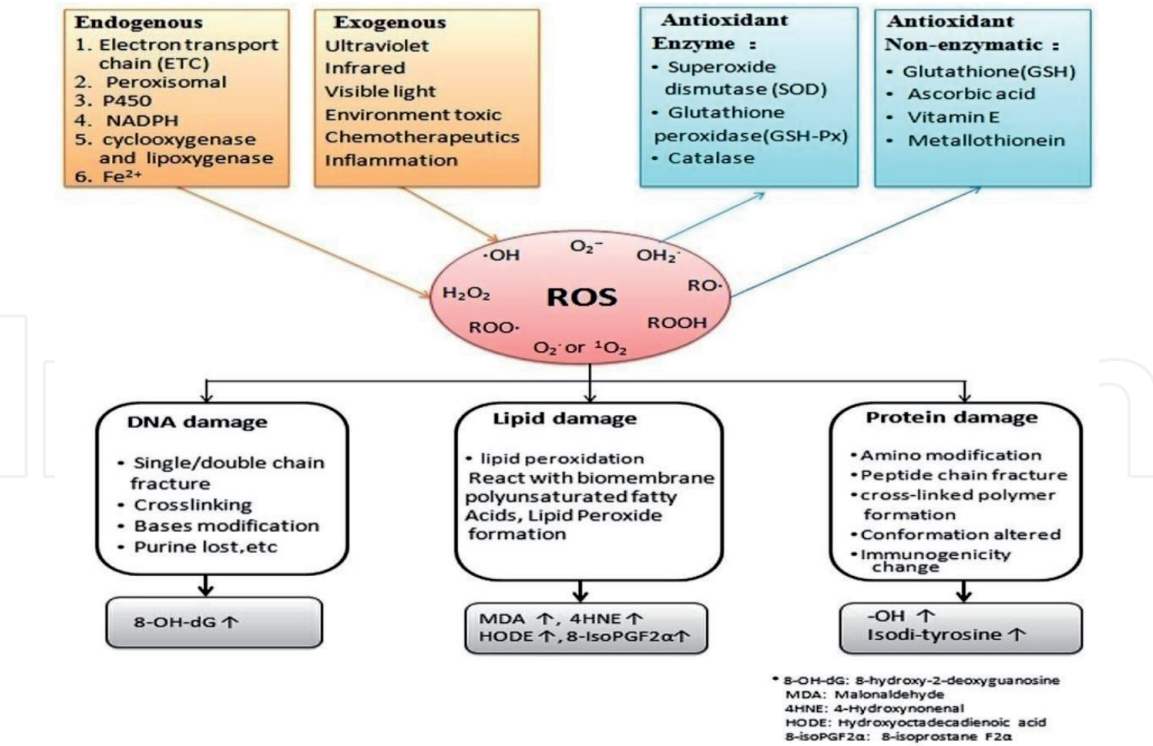 Endogenous
1. Electron transport
chain (ETC)
2. Peroxisomal
3. P450
4. NADPH
5. cyclooxygenase
and lipoxygenase
6. Fe²⁺
Exogenous
Ultraviolet
Infrared
Visible light
Environment toxic
Chemotherapeutics
Inflammation
Antioxidant
Enzyme :
• Superoxide
dismutase (SOD)
• Glutathione
peroxidase(GSH-Px)
• Catalase
Antioxidant
Non-enzymatic :
• Glutathione(GSH)
• Ascorbic acid
• Vitamin E
• Metallothionein
·OH
O₂⁻
OH₂·
H₂O₂
ROS
RO·
ROO·
ROOH
O₂· or ¹O₂
DNA damage
• Single/double chain
fracture
• Crosslinking
• Bases modification
• Purine lost,etc
8-OH-dG ↑
Lipid damage
• lipid peroxidation
React with biomembrane
polyunsaturated fatty
Acids, Lipid Peroxide
formation
MDA ↑, 4HNE ↑
HODE ↑, 8-IsoPGF2α↑
Protein damage
• Amino modification
• Peptide chain fracture
• cross-linked polymer
formation
• Conformation altered
• Immunogenicity
change
-OH ↑
Isodi-tyrosine ↑
* 8-OH-dG: 8-hydroxy-2-deoxyguanosine
MDA: Malonaldehyde
4HNE: 4-Hydroxynonenal
HODE: Hydroxyoctadecadienoic acid
8-isoPGF2α: 8-isoprostane F2α